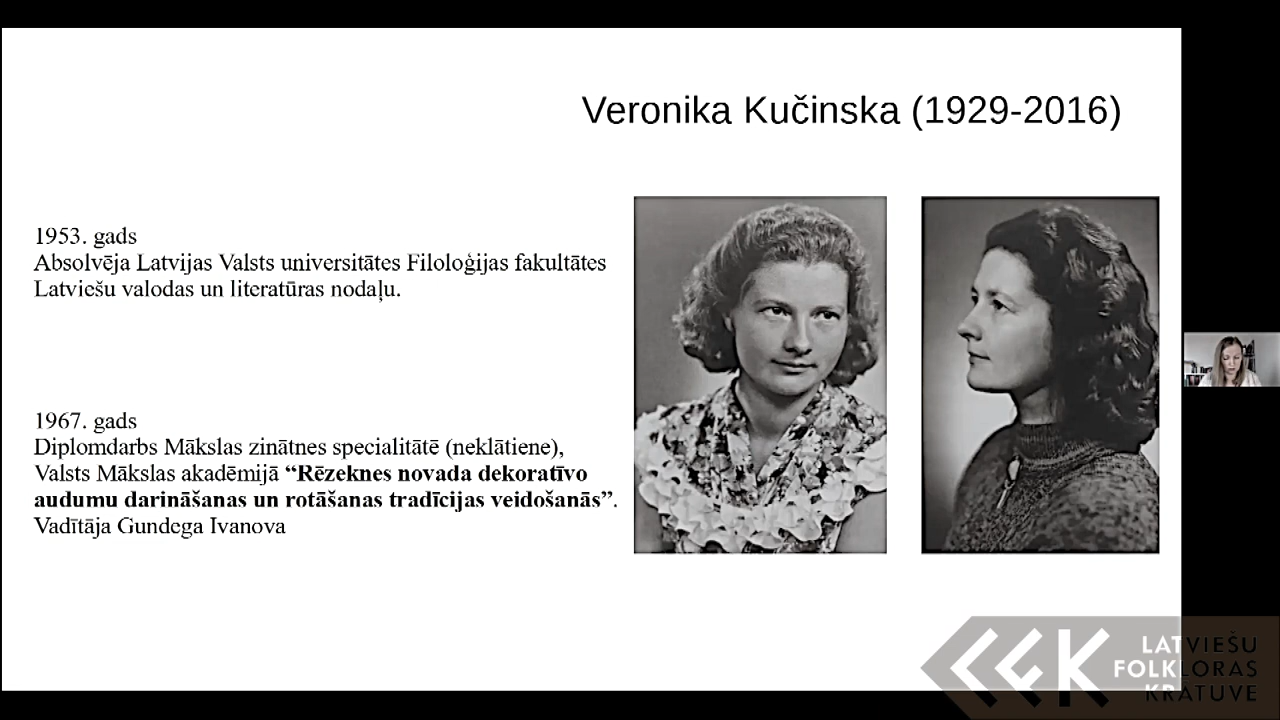 Veronika Kučinska (1929-2016)
1953. gads
Absolvēja Latvijas Valsts universitātes Filoloģijas fakultātes
Latviešu valodas un literatūras nodaļu.
1967. gads
Diplomdarbs Mākslas zinātnes specialitātē (neklātiene),
Valsts Mākslas akadēmijā “Rēzeknes novada dekoratīvo
audumu darināšanas un rotāšanas tradīcijas veidošanās”.
Vadītāja Gundega Ivanova
LATVIEŠU
FOLKLORAS
KRĀTUVE